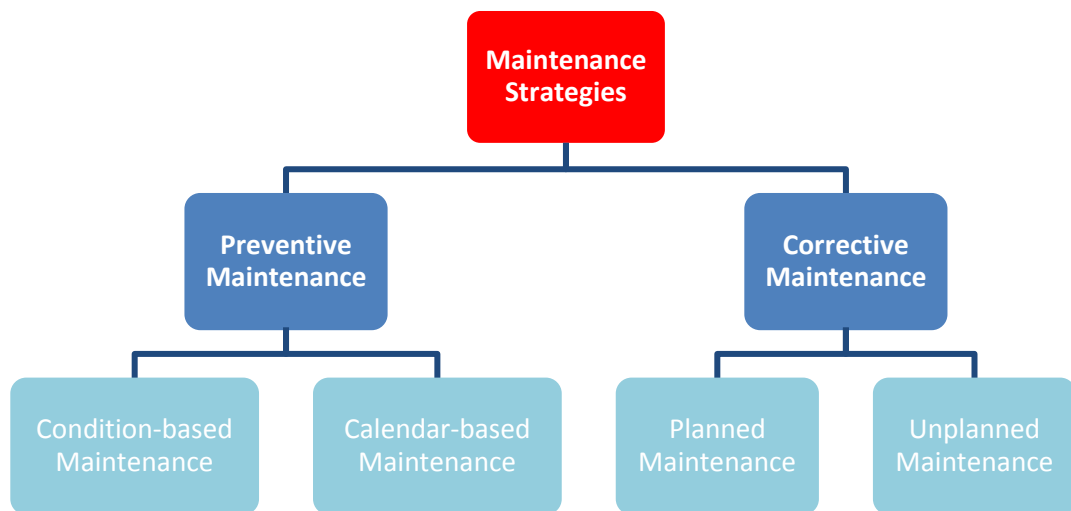 Maintenance
Strategies
Preventive
Maintenance
Corrective
Maintenance
Condition-based
Maintenance
Calendar-based
Maintenance
Planned
Maintenance
Unplanned
Maintenance